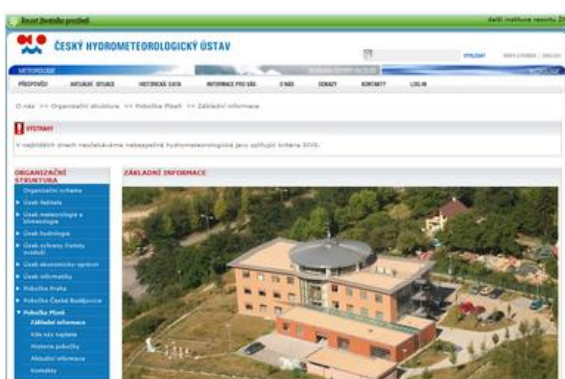 Resort životního prostředí
další instituce resortu ŽP
ČESKÝ HYDROMETEOROLOGICKÝ ÚSTAV
VYHLEDAT
ENGLISH
METEOROLOGIE
PŘEDPOVĚDI AKTUÁLNÍ SITUACE HISTORICKÁ DATA INFORMACE PRO VÁS O NÁS ODKAZY KONTAKTY LOG-IN
O nás >> Organizační struktura >> Pobočka Plzeň >> Základní informace
VÝSTRAHY
V nejbližších dnech neočekáváme nebezpečné hydrometeorologické jevy splňující kritéria SIVS.
ORGANIZAČNÍ STRUKTURA
Organizační schema
Úsek ředitele
Úsek meteorologie a klimatologie
Úsek hydrologie
Úsek ochrany čistoty ovzduší
Úsek ekonomicko-správní
Úsek informatiky
Pobočka Praha
Pobočka České Budějovice
Pobočka Plzeň
Základní informace
Kde nás najdete
Historie pobočky
Aktuální informace
Kontakty
ZÁKLADNÍ INFORMACE